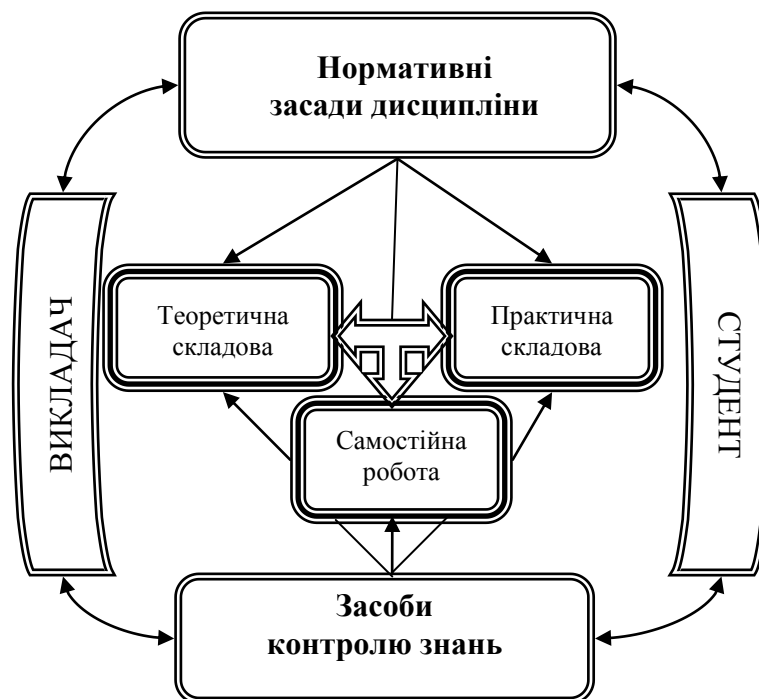 Нормативні
засади дисципліни
ВИКЛАДАЧ
Теоретична
складова
Практична
складова
СТУДЕНТ
Самостійна
робота
Засоби
контролю знань